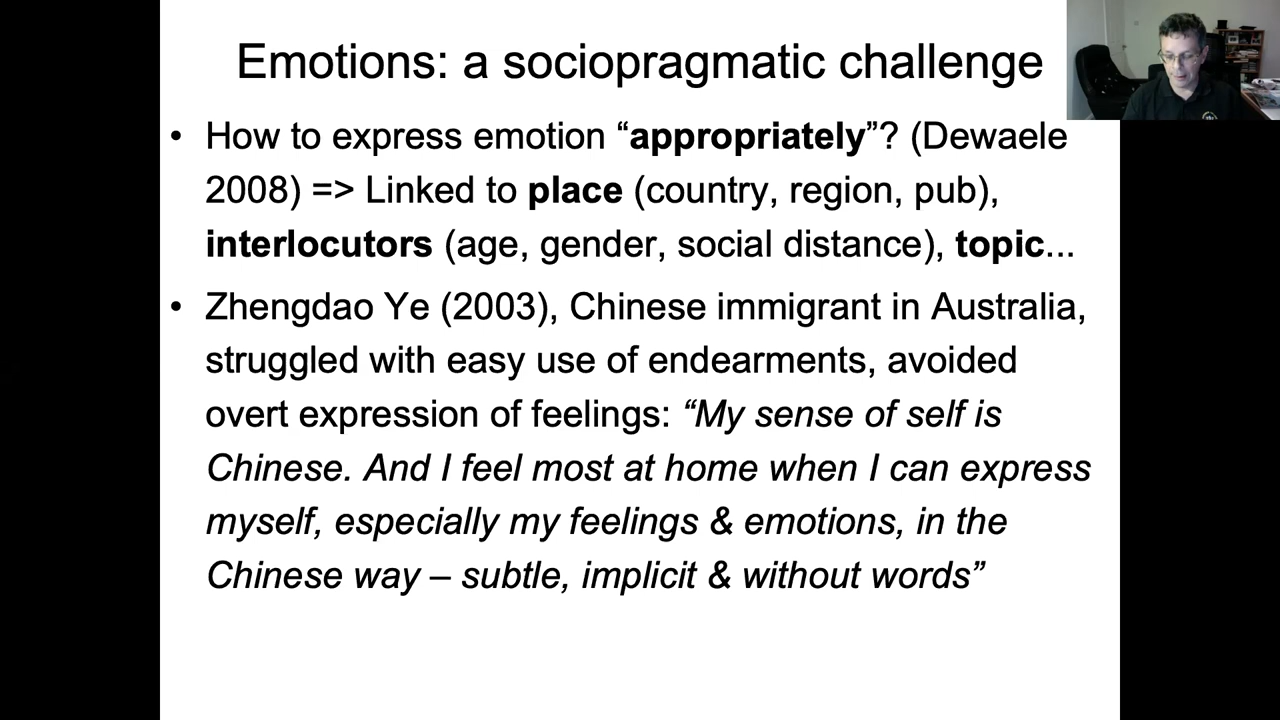 Emotions: a sociopragmatic challenge
• How to express emotion “appropriately”? (Dewaele
2008) => Linked to place (country, region, pub),
interlocutors (age, gender, social distance), topic...
• Zhengdao Ye (2003), Chinese immigrant in Australia,
struggled with easy use of endearments, avoided
overt expression of feelings: “My sense of self is
Chinese. And I feel most at home when I can express
myself, especially my feelings & emotions, in the
Chinese way – subtle, implicit & without words”